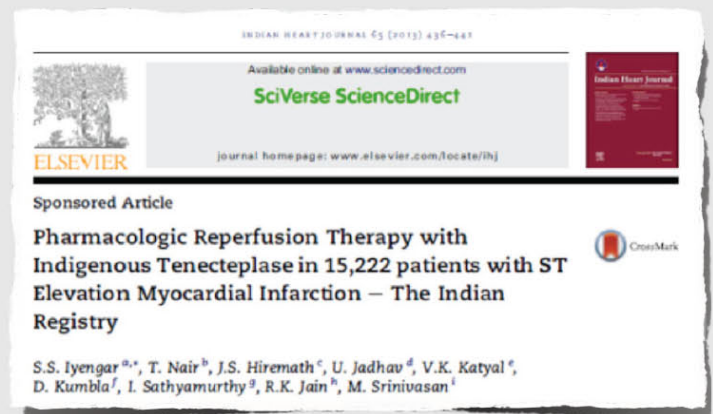 INDIAN HEART JOURNAL 65 (2013) 436–441
Available online at www.sciencedirect.com
SciVerse ScienceDirect
journal homepage: www.elsevier.com/locate/ihj
ELSEVIER
Indian Heart Journal
Sponsored Article
Pharmacologic Reperfusion Therapy with
Indigenous Tenecteplase in 15,222 patients with ST
Elevation Myocardial Infarction – The Indian
Registry
CrossMark
S.S. Iyengar a,*, T. Nair b, J.S. Hiremath c, U. Jadhav d, V.K. Katyal e,
D. Kumbla f, I. Sathyamurthy g, R.K. Jain h, M. Srinivasan i